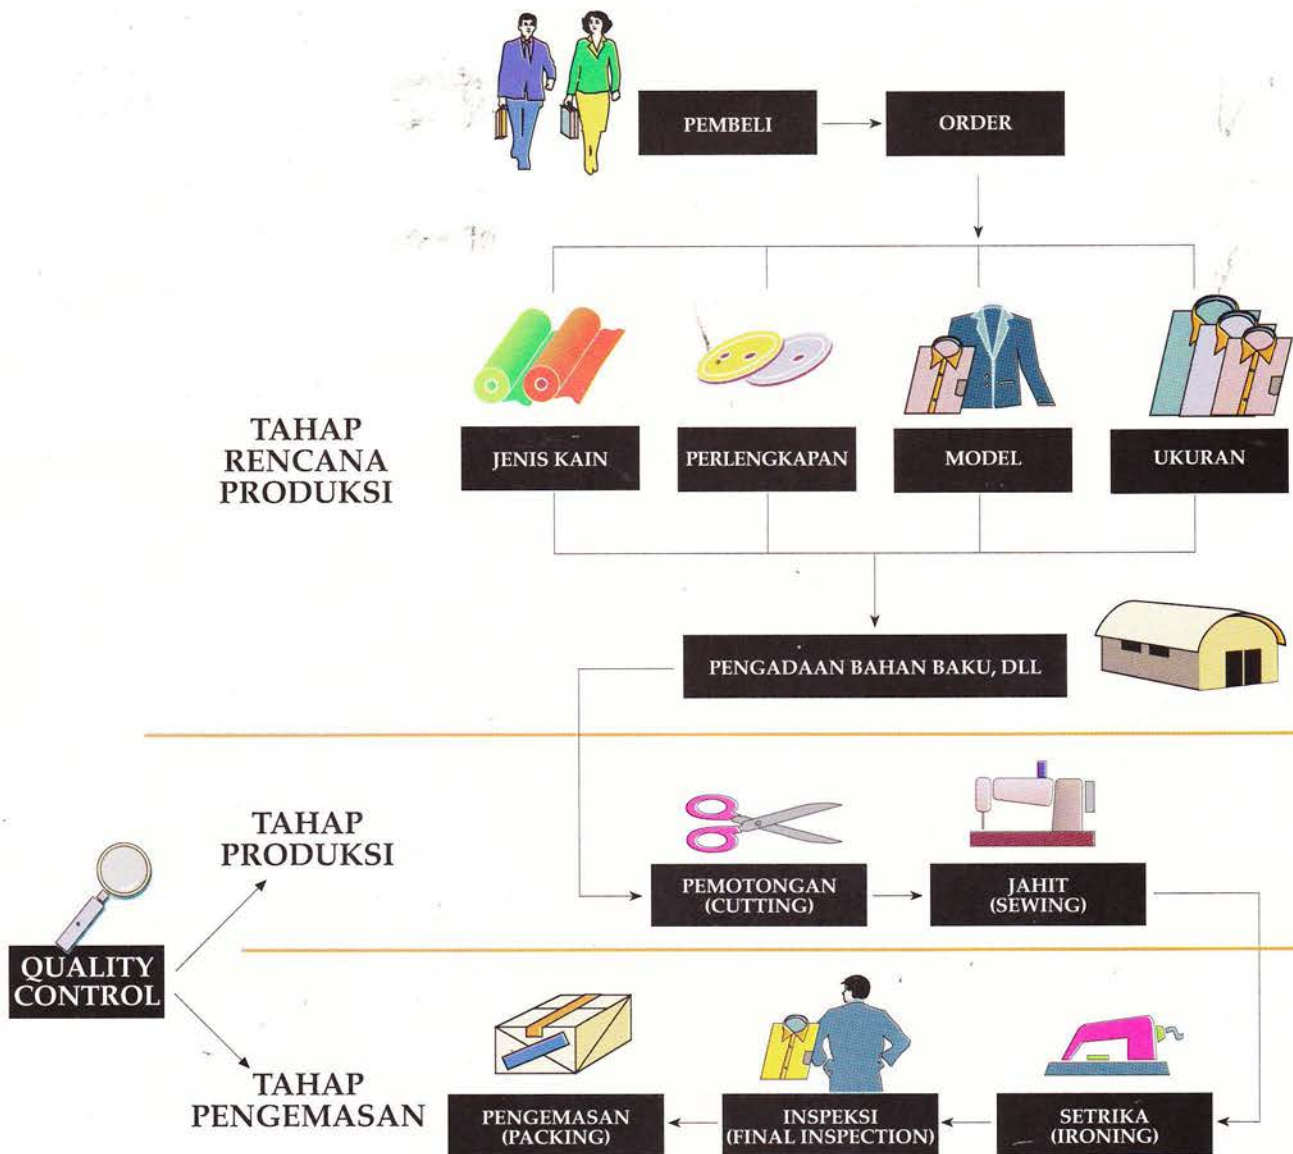 PEMBELI
ORDER
TAHAP
RENCANA
PRODUKSI
JENIS KAIN
PERLENGKAPAN
MODEL
UKURAN
PENGADAAN BAHAN BAKU, DLL
TAHAP
PRODUKSI
PEMOTONGAN
(CUTTING)
JAHIT
(SEWING)
QUALITY
CONTROL
TAHAP
PENGEMASAN
PENGEMASAN
(PACKING)
INSPEKSI
(FINAL INSPECTION)
SETRIKA
(IRONING)